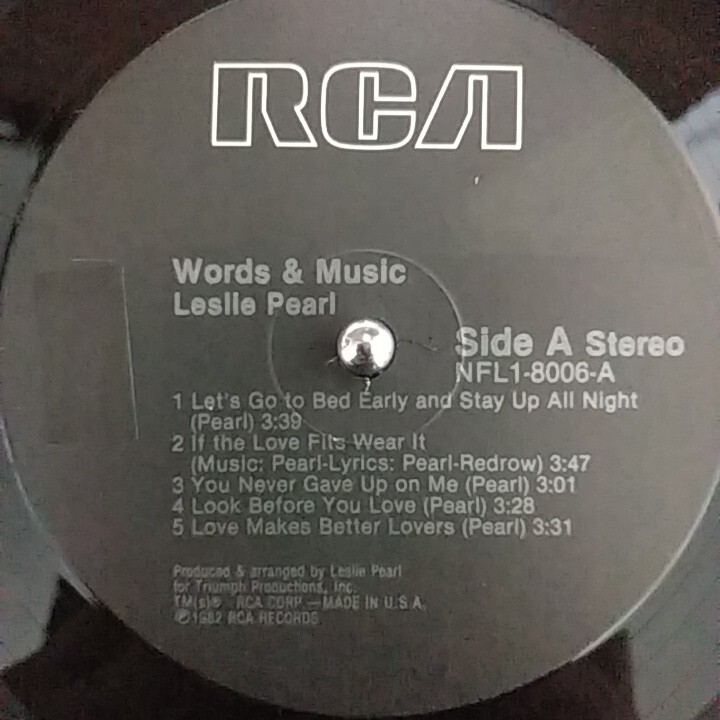 RCA
Words & Music
Leslie Pearl
Side A Stereo
NFL1-8006-A
1 Let's Go to Bed Early and Stay Up All Night
(Pearl) 3:39
2 If the Love Fits Wear It
(Music: Pearl-Lyrics: Pearl-Redrow) 3:47
3 You Never Gave Up on Me (Pearl) 3:01
4 Look Before You Love (Pearl) 3:28
5 Love Makes Better Lovers (Pearl) 3:31
Produced & arranged by Leslie Pearl
for Triumph Productions, Inc.
TM(s)® RCA CORP.—MADE IN U.S.A.
℗1982 RCA RECORDS